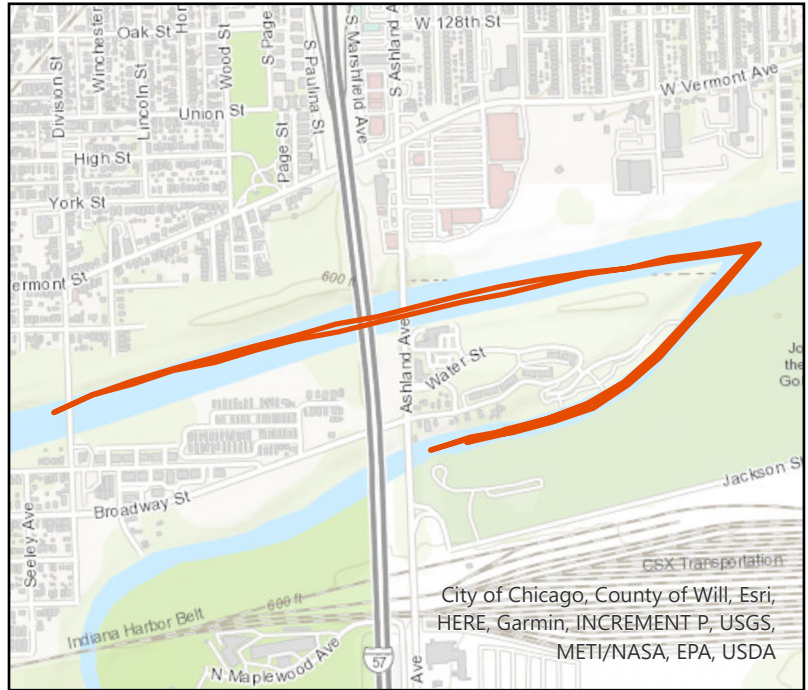 W 128th St
Oak St
Winchester
Division St
Lincoln St
Wood St
S Page
S Paulina St
S Marshfield Ave
S Ashland A
W Vermont Ave
Union St
High St
Page St
York St
ermont St
600 ft
Ashland Ave
Water St
Jo
the
Go
Jackson St
Broadway St
Seeley Ave
CSX Transportation
600 ft
Indiana Harbor Belt
N Maplewood Ave
57
Ave
City of Chicago, County of Will, Esri,
HERE, Garmin, INCREMENT P, USGS,
METI/NASA, EPA, USDA